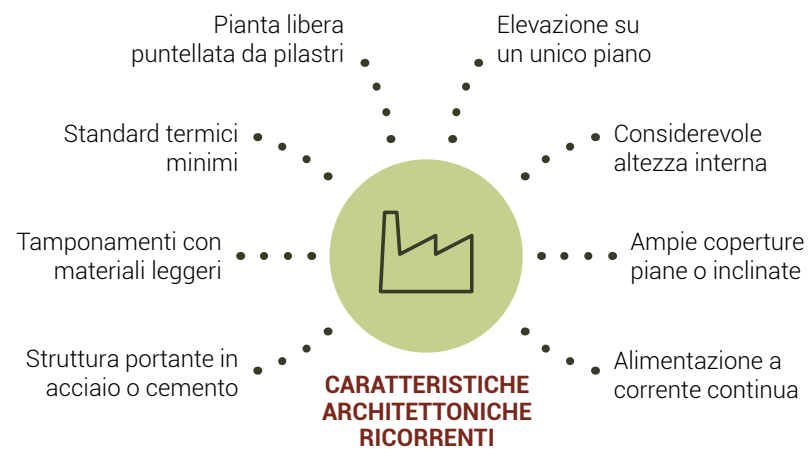 Pianta libera
puntellata da pilastri
Elevazione su
un unico piano
Standard termici
minimi
Considerevole
altezza interna
Tamponamenti con
materiali leggeri
Ampie coperture
piane o inclinate
Struttura portante in
acciaio o cemento
Alimentazione a
corrente continua
CARATTERISTICHE
ARCHITETTONICHE
RICORRENTI